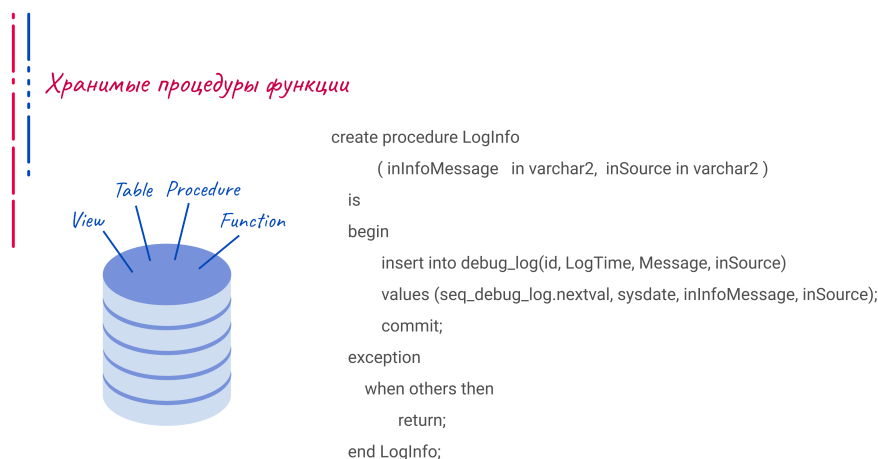 Хранимые процедуры функции
View
Table
Procedure
Function
create procedure LogInfo
( inInfoMessage in varchar2, inSource in varchar2 )
is
begin
insert into debug_log(id, LogTime, Message, inSource)
values (seq_debug_log.nextval, sysdate, inInfoMessage, inSource);
commit;
exception
when others then
return;
end LogInfo;